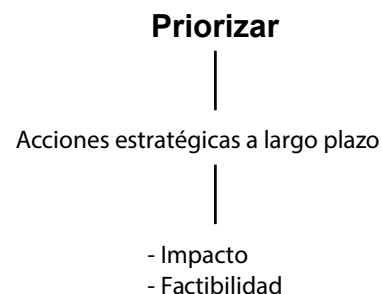 Priorizar
Acciones estratégicas a largo plazo
- Impacto
- Factibilidad